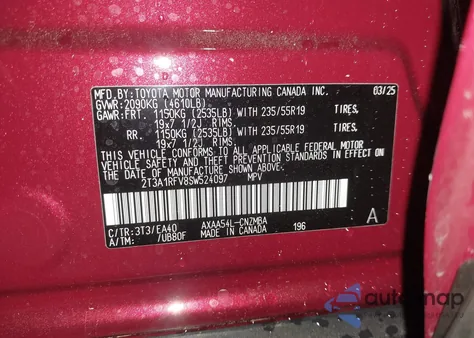 MFD.BY:TOYOTA MOTOR MANUFACTURING CANADA INC. 03/25
GVWR: 2090KG (4610LB)
GAWR:FRT. 1150KG (2535LB) WITH 235/55R19 TIRES,
19x7 1/2J RIMS.
RR. 1150KG (2535LB) WITH 235/55R19 TIRES,
19x7 1/2J RIMS.
THIS VEHICLE CONFORMS TO ALL APPLICABLE FEDERAL MOTOR
VEHICLE SAFETY AND THEFT PREVENTION STANDARDS IN EFFECT ON
THE DATE OF MANUFACTURE SHOWN ABOVE.
2T3A1RFV8SW524097 MPV
C/TR:3T3/EA40 AXAA54L-CNZMBA
A/TM: /UB80F MADE IN CANADA 196 A
autosnap